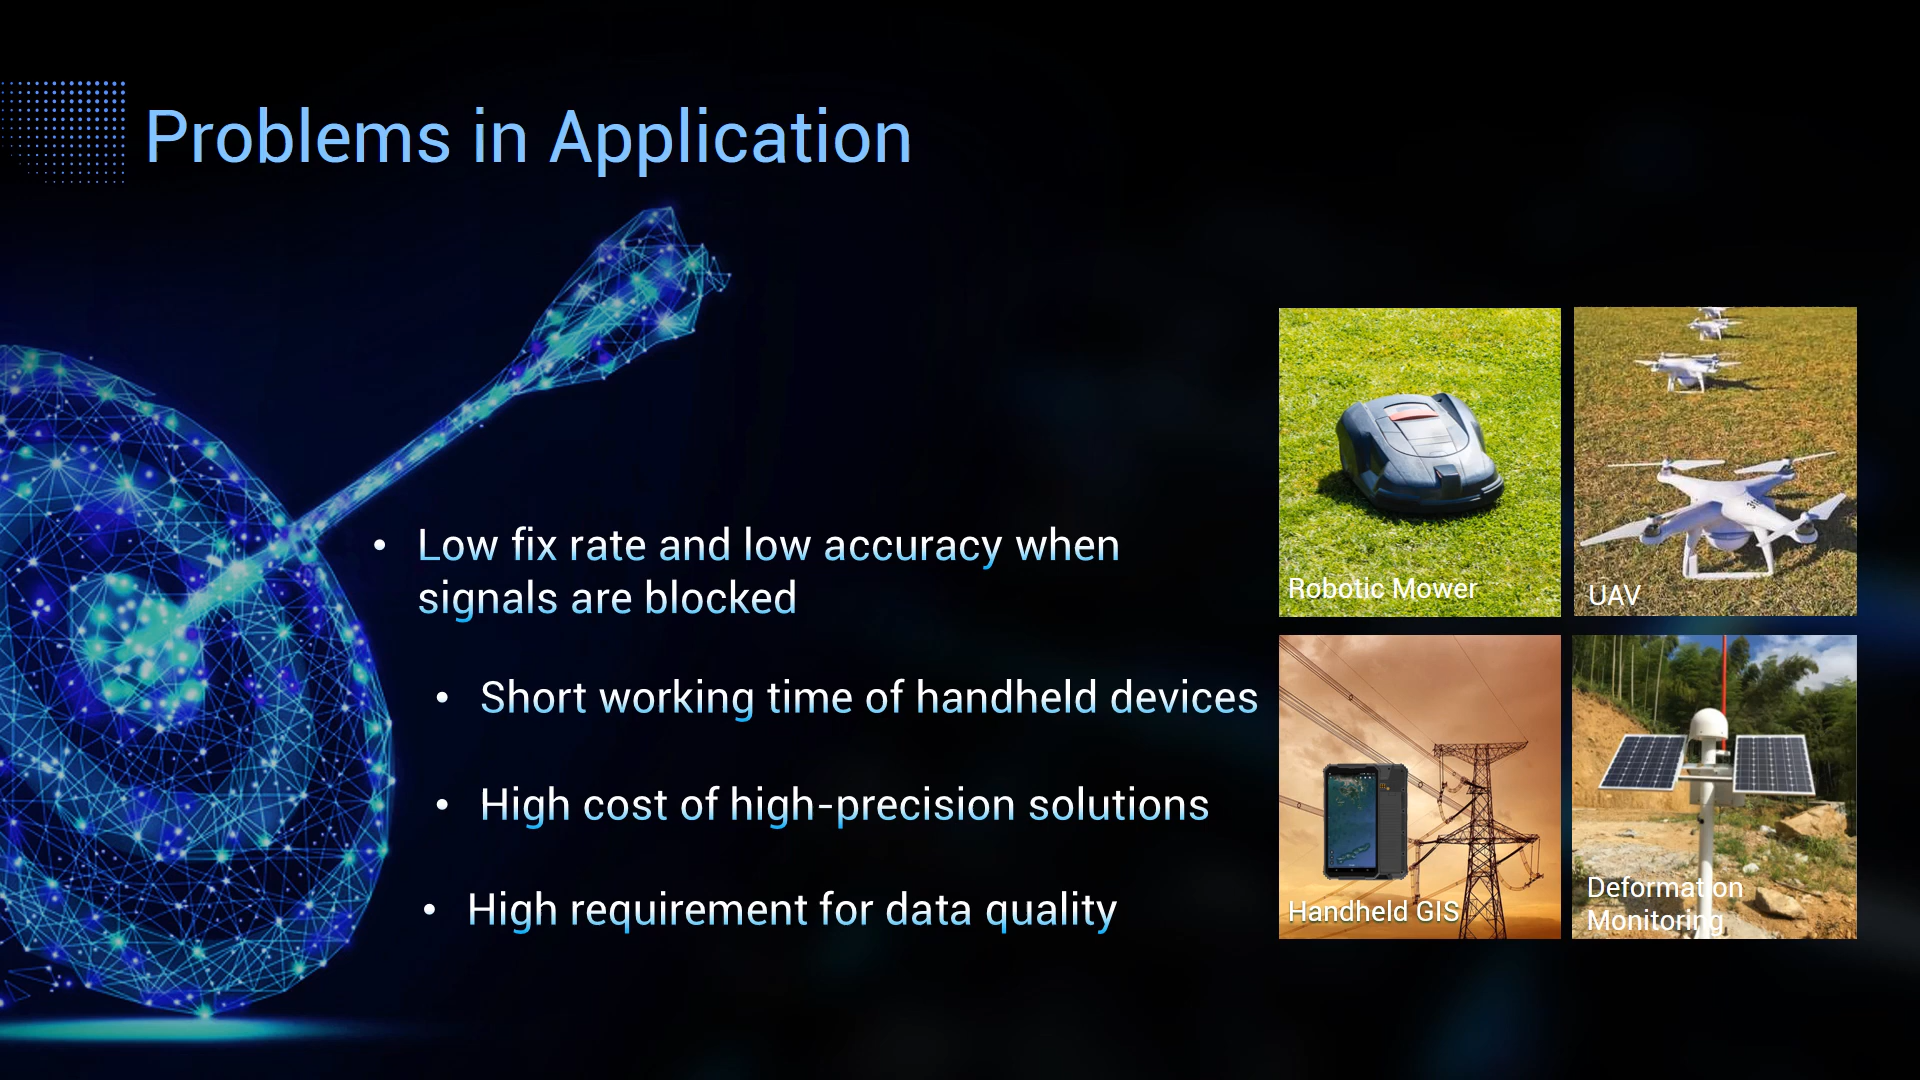 Problems in Application
• Low fix rate and low accuracy when
signals are blocked
• Short working time of handheld devices
• High cost of high-precision solutions
• High requirement for data quality
Robotic Mower
UAV
Handheld GIS
Deformation
Monitoring